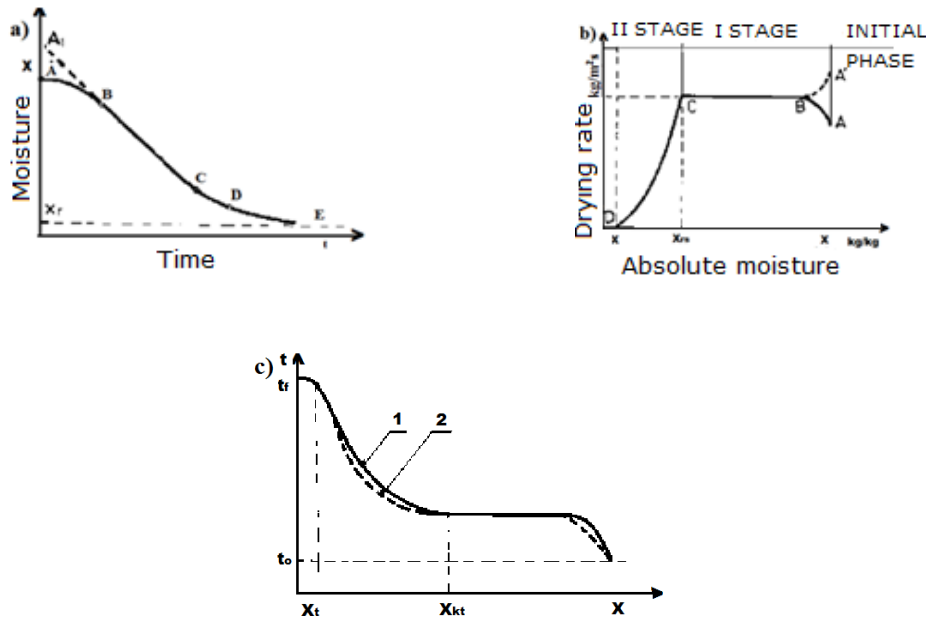 a)
A₁
A
X
B
C
D
E
Xf
Moisture
t
Time
b)
II STAGE I STAGE INITIAL PHASE
kg/m²s
Drying rate
A'
B
A
C
D
x x x kg/kg
Absolute moisture
c)
t
tf
1 2
to
Xt Xkt X